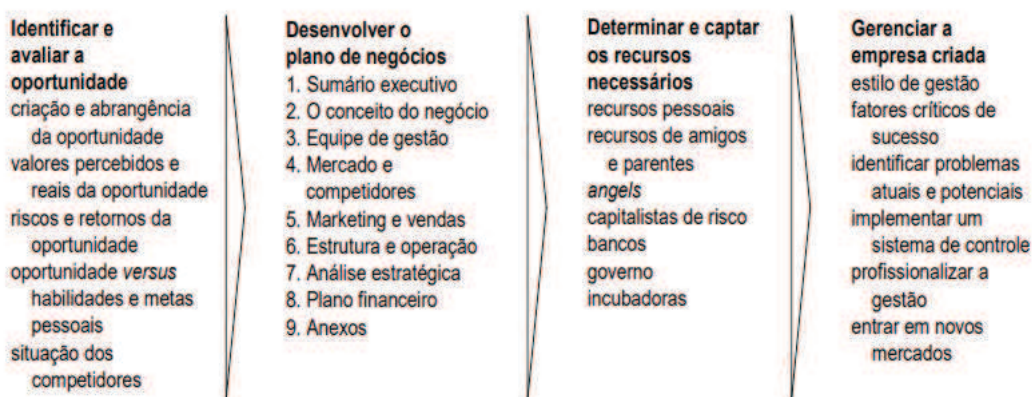 Identificar e
avaliar a
oportunidade
criação e abrangência
da oportunidade
valores percebidos e
reais da oportunidade
riscos e retornos da
oportunidade
oportunidade versus
habilidades e metas
pessoais
situação dos
competidores
Desenvolver o
plano de negócios
1. Sumário executivo
2. O conceito do negócio
3. Equipe de gestão
4. Mercado e
competidores
5. Marketing e vendas
6. Estrutura e operação
7. Análise estratégica
8. Plano financeiro
9. Anexos
Determinar e captar
os recursos
necessários
recursos pessoais
recursos de amigos
e parentes
angels
capitalistas de risco
bancos
governo
incubadoras
Gerenciar a
empresa criada
estilo de gestão
fatores críticos de
sucesso
identificar problemas
atuais e potenciais
implementar um
sistema de controle
profissionalizar a
gestão
entrar em novos
mercados